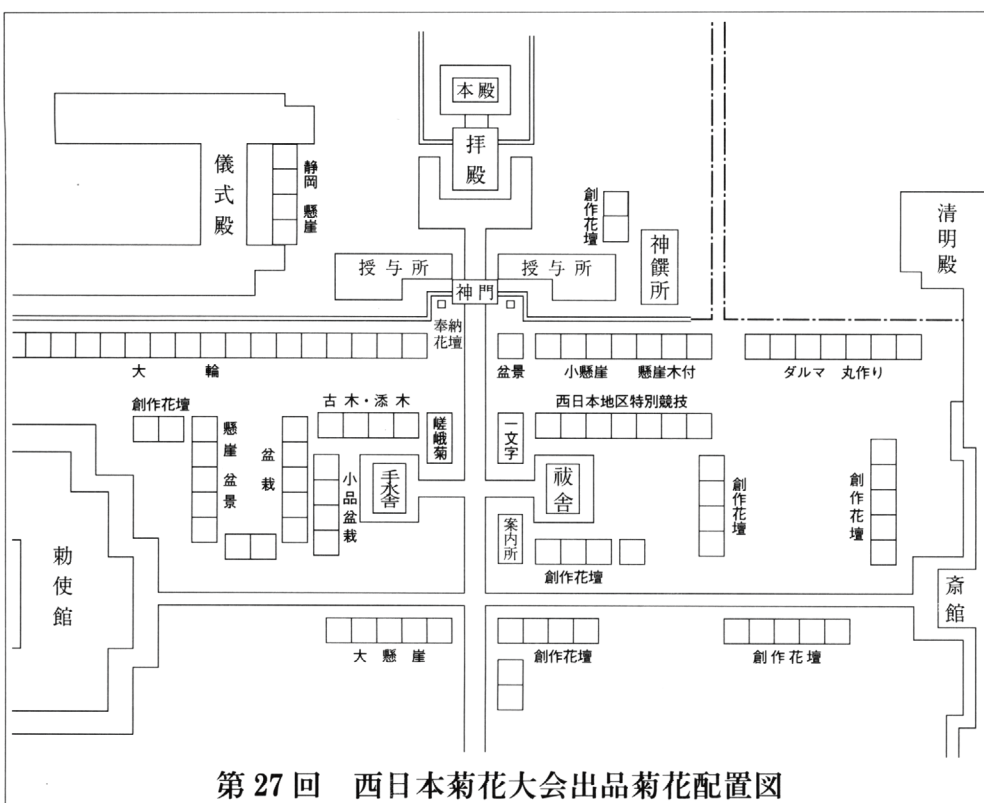 本殿
拝殿
儀式殿
静岡 懸崖
創作花壇
神饌所
清明殿
授与所
神門
授与所
奉納
花壇
大輪
盆景
小懸崖 懸崖木付
ダルマ 丸作り
創作花壇
古木・添木
西日本地区特別競技
懸崖 盆景
盆栽
小品盆栽
嵯峨菊
一文字
手水舎
祓舎
創作花壇
創作花壇
案内所
創作花壇
勅使館
斎館
大懸崖
創作花壇
創作花壇
第27回 西日本菊花大会出品菊花配置図